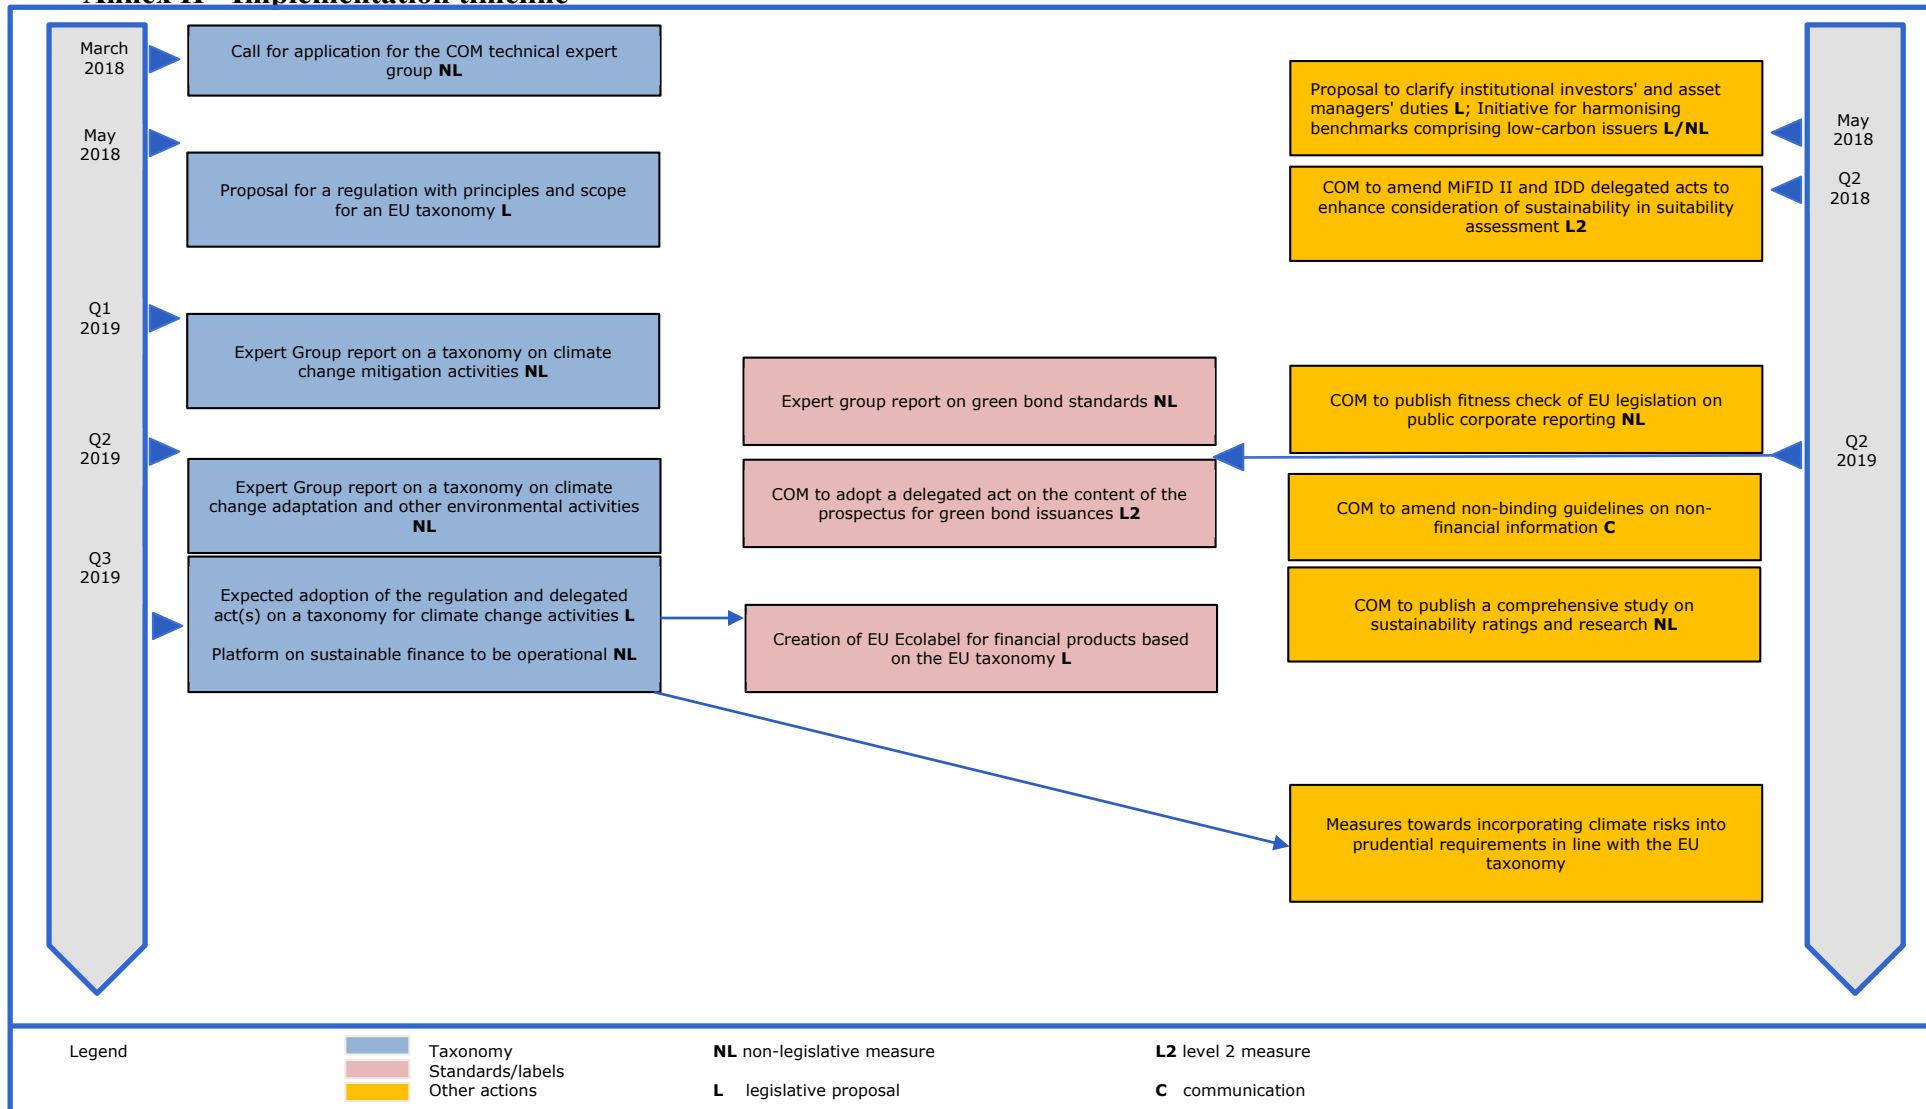 Annex II - Implementation timeline
March
2018
Call for application for the COM technical expert
group NL
May
2018
Proposal for a regulation with principles and scope
for an EU taxonomy L
Q1
2019
Expert Group report on a taxonomy on climate
change mitigation activities NL
Q2
2019
Expert Group report on a taxonomy on climate
change adaptation and other environmental activities
NL
Q3
2019
Expected adoption of the regulation and delegated
act(s) on a taxonomy for climate change activities L
Platform on sustainable finance to be operational NL
Expert group report on green bond standards NL
COM to adopt a delegated act on the content of the
prospectus for green bond issuances L2
Creation of EU Ecolabel for financial products based
on the EU taxonomy L
Proposal to clarify institutional investors' and asset
managers' duties L; Initiative for harmonising
benchmarks comprising low-carbon issuers L/NL
May
2018
COM to amend MiFID II and IDD delegated acts to
enhance consideration of sustainability in suitability
assessment L2
Q2
2018
COM to publish fitness check of EU legislation on
public corporate reporting NL
Q2
2019
COM to amend non-binding guidelines on non-
financial information C
COM to publish a comprehensive study on
sustainability ratings and research NL
Measures towards incorporating climate risks into
prudential requirements in line with the EU
taxonomy
Legend
Taxonomy
Standards/labels
Other actions
NL non-legislative measure
L legislative proposal
L2 level 2 measure
C communication